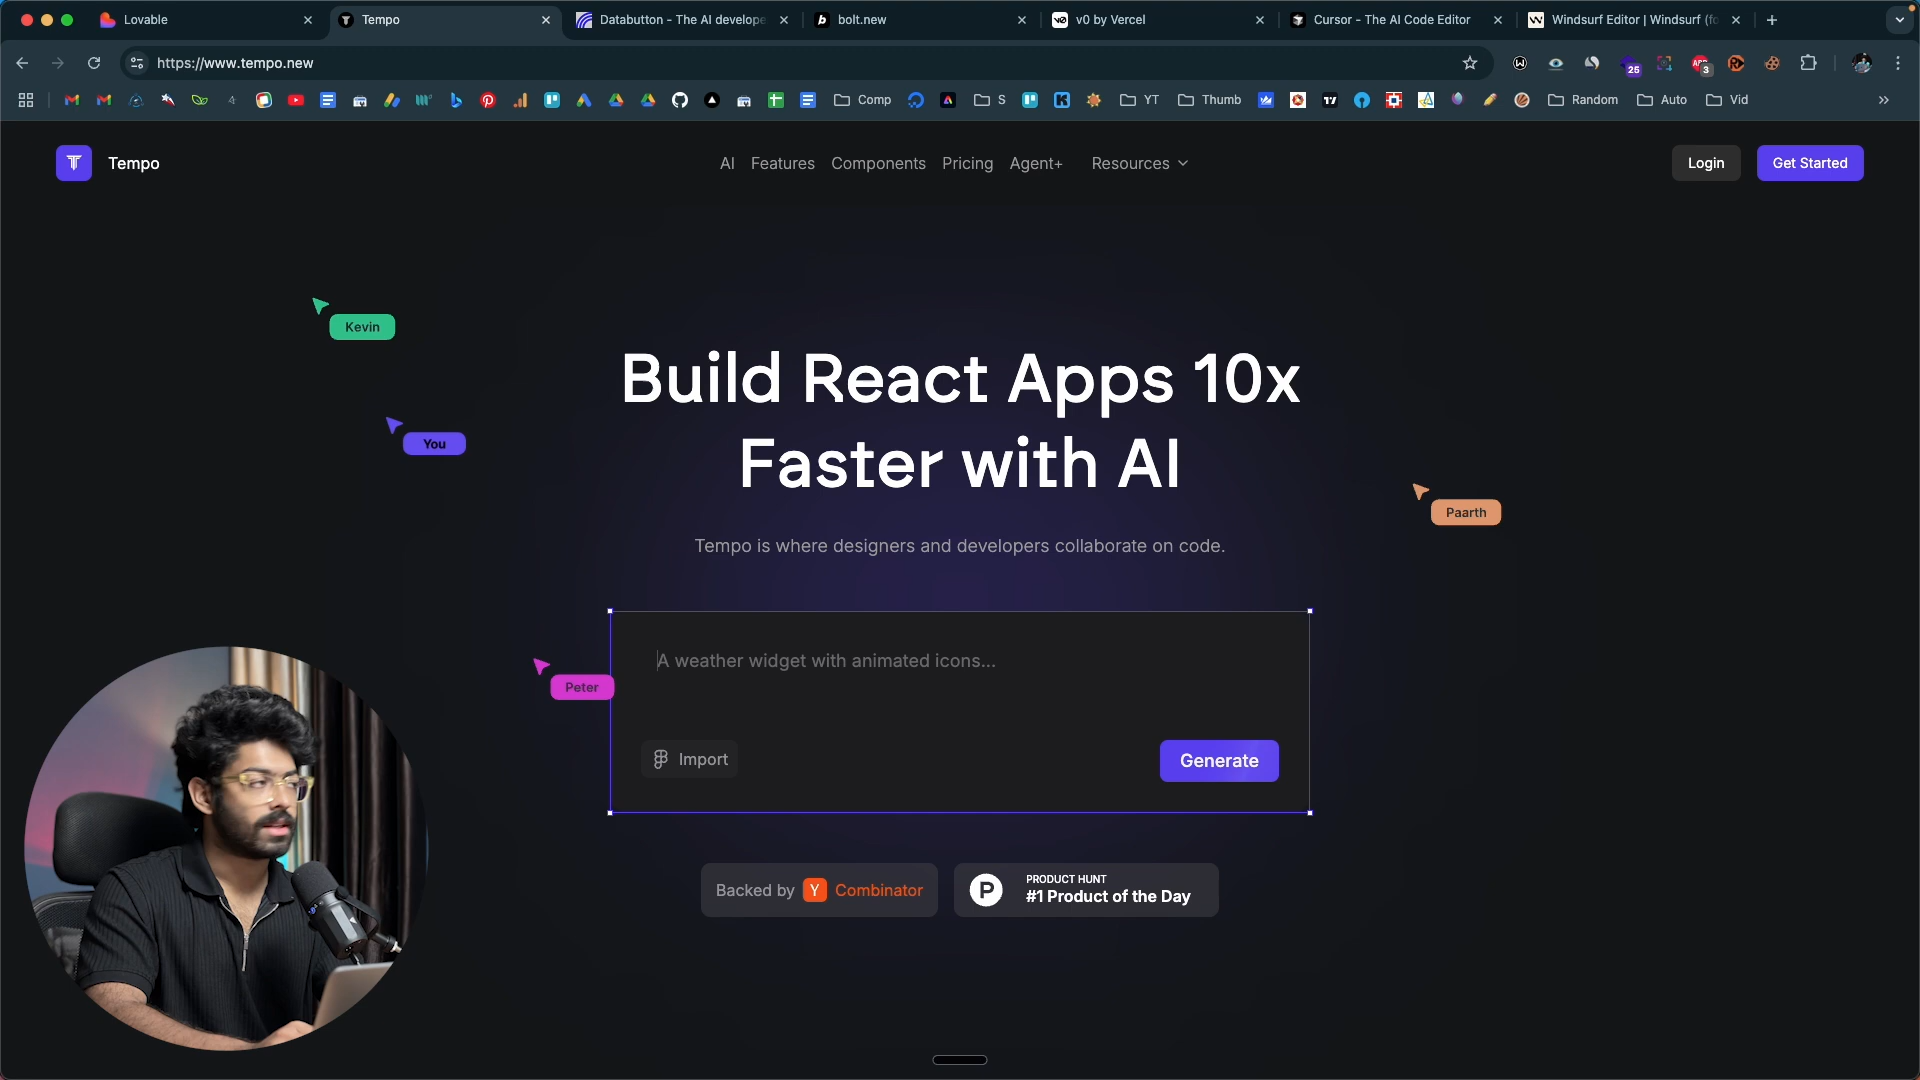 Lovable
Tempo
Databutton - The AI develope
bolt.new
v0 by Vercel
Cursor - The AI Code Editor
Windsurf Editor | Windsurf (fo
https://www.tempo.new
26
3
Comp
S
YT
Thumb
Random
Auto
Vid
Tempo
AI
Features
Components
Pricing
Agent+
Resources
Login
Get Started
Kevin
You
Build React Apps 10x
Faster with AI
Paarth
Tempo is where designers and developers collaborate on code.
A weather widget with animated icons...
Peter
Import
Generate
Backed by Y Combinator
P
PRODUCT HUNT
#1 Product of the Day